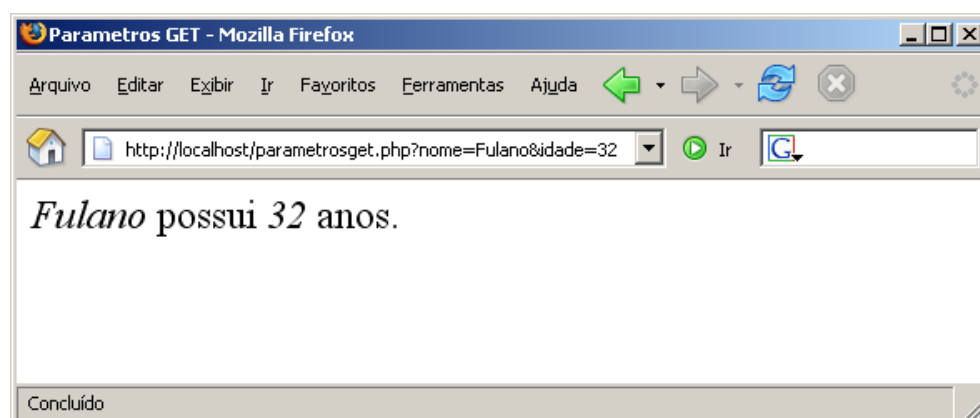 Parametros GET - Mozilla Firefox
Arquivo Editar Exibir Ir Favoritos Ferramentas Ajuda
http://localhost/parametrosget.php?nome=Fulano&idade=32 Ir G
Fulano possui 32 anos.
Concluído